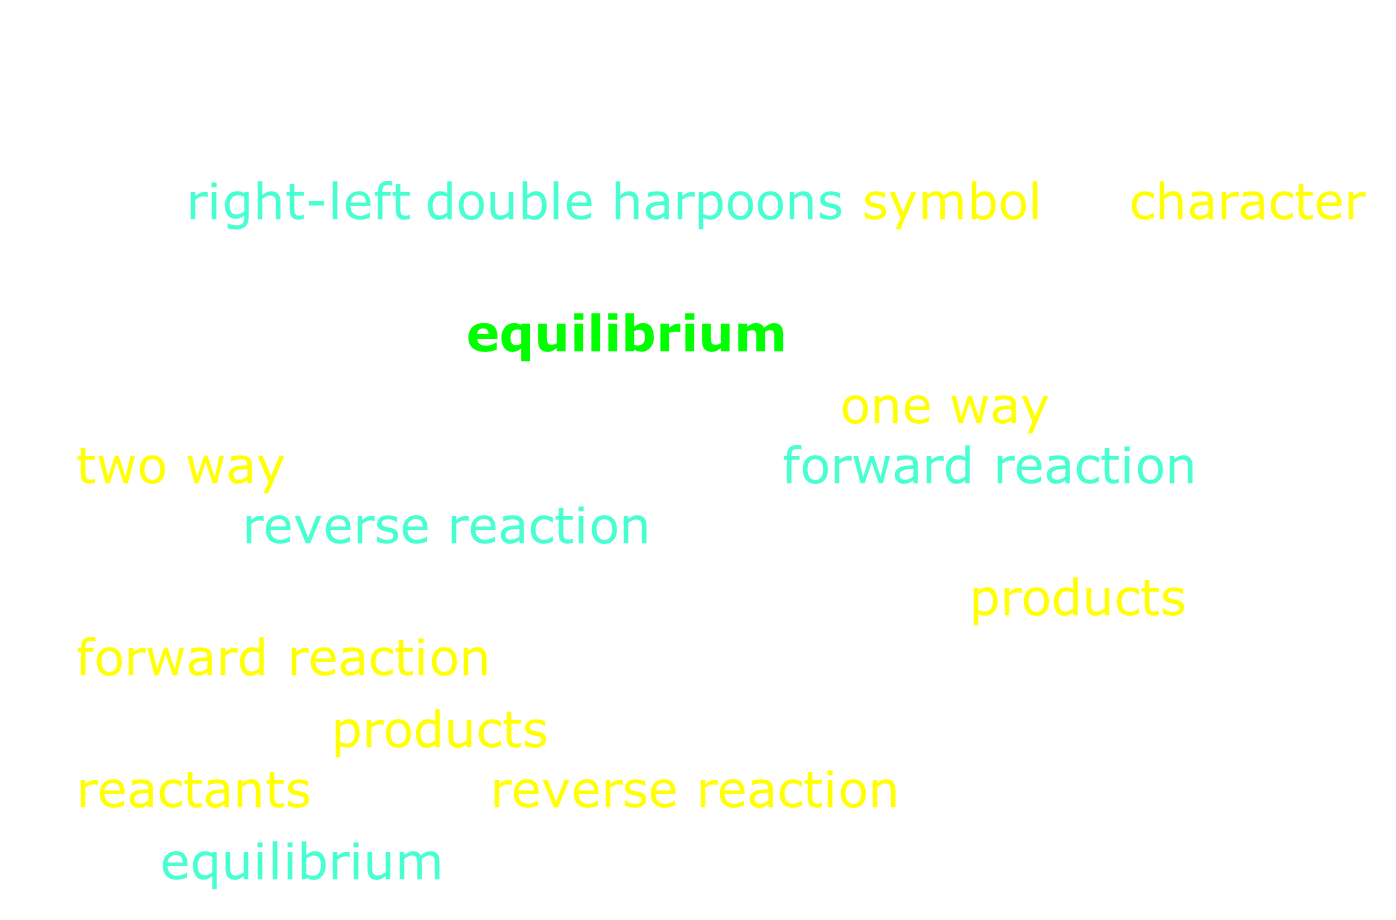 right-left double harpoons symbol character
equilibrium
one way
two way forward reaction
reverse reaction
products
forward reaction
products
reactants reverse reaction
equilibrium